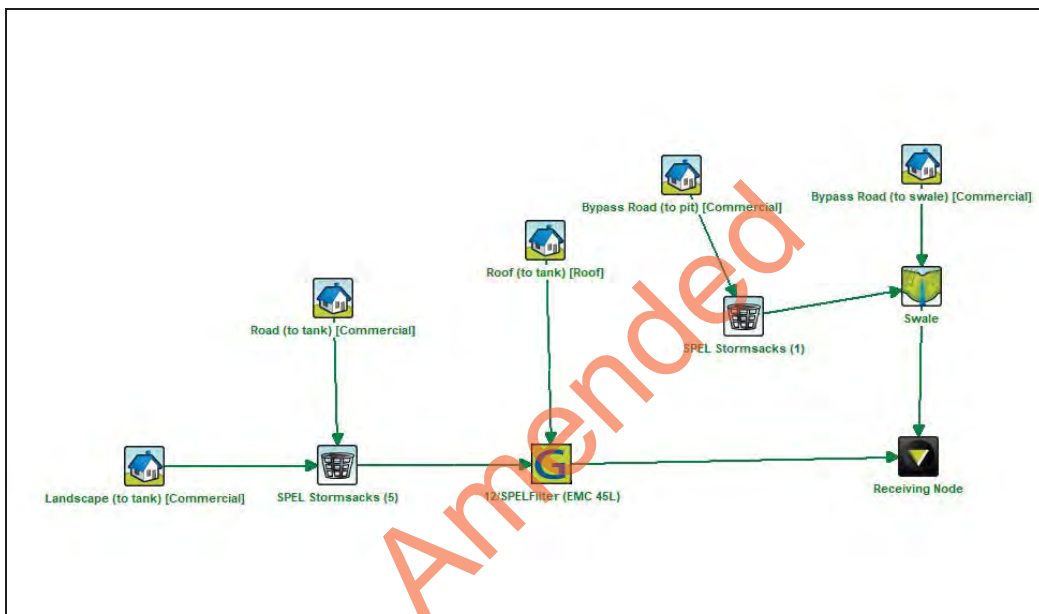 Bypass Road (to pit) [Commercial]
Bypass Road (to swale) [Commercial]
Roof (to tank) [Roof]
Road (to tank) [Commercial]
Swale
SPEL Stormsacks (1)
Landscape (to tank) [Commercial]
SPEL Stormsacks (5)
G
12/SPELFilter (EMC 45L)
Receiving Node
Amended